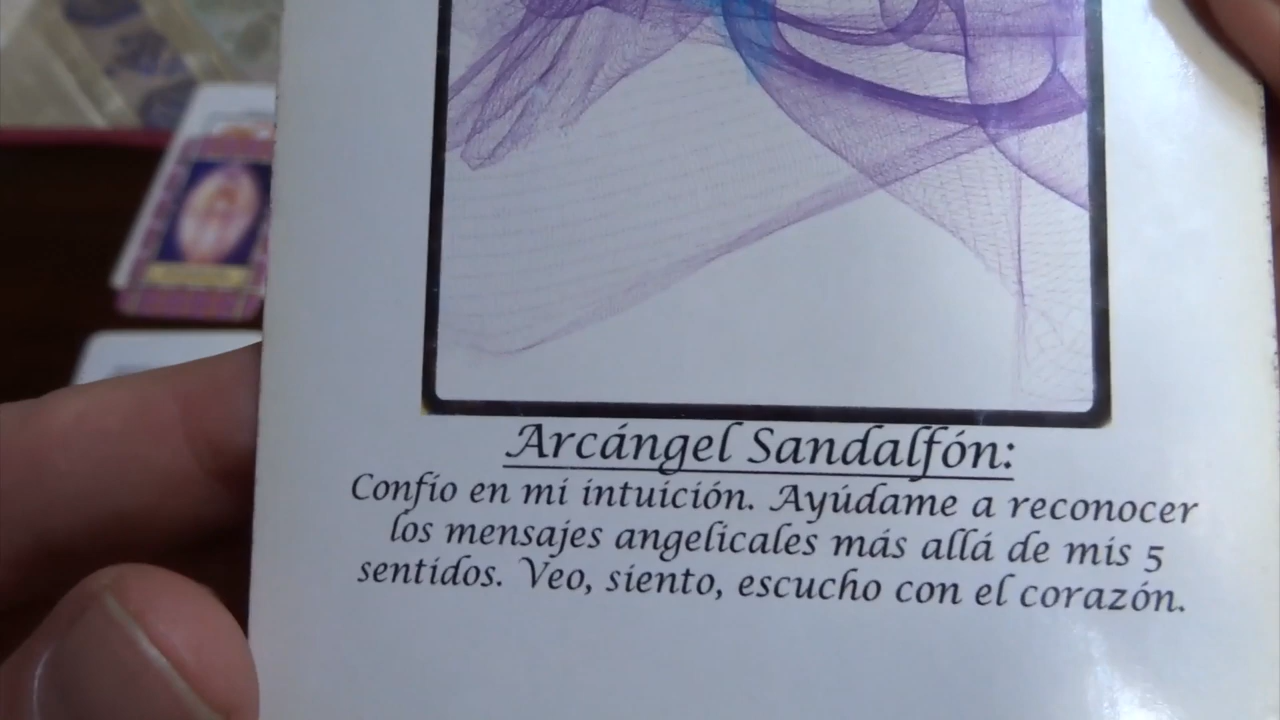 Arcángel Sandalfón:
Confío en mi intuición. Ayúdame a reconocer
los mensajes angelicales más allá de mis 5
sentidos. Veo, siento, escucho con el corazón.